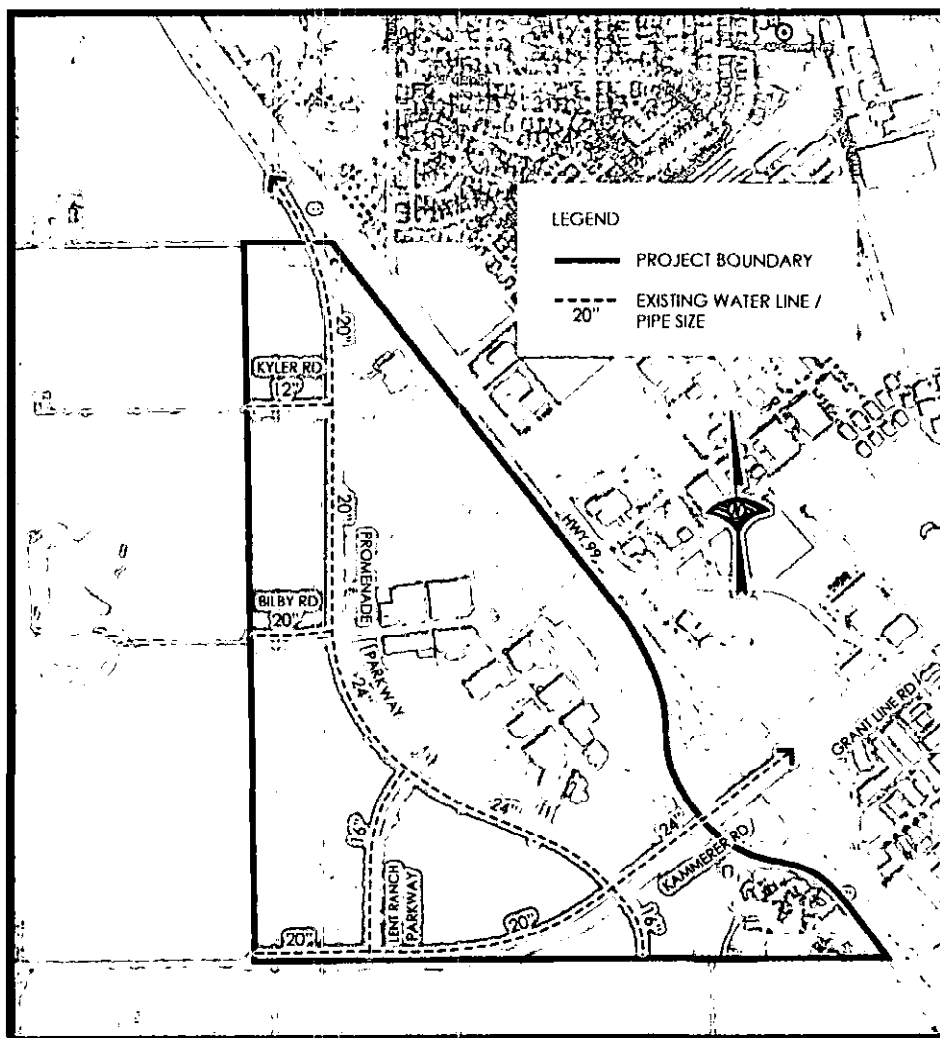 LEGEND
PROJECT BOUNDARY
20" EXISTING WATER LINE /
PIPE SIZE
20"
KYLER RD
12"
20"
PROMENADE
PARKWAY
HWY 99
BILBY RD
20"
24"
GRANT LINE RD
24"
24"
KAMMERER RD
16"
LENT RANCH
PARKWAY
20"
20"
16"